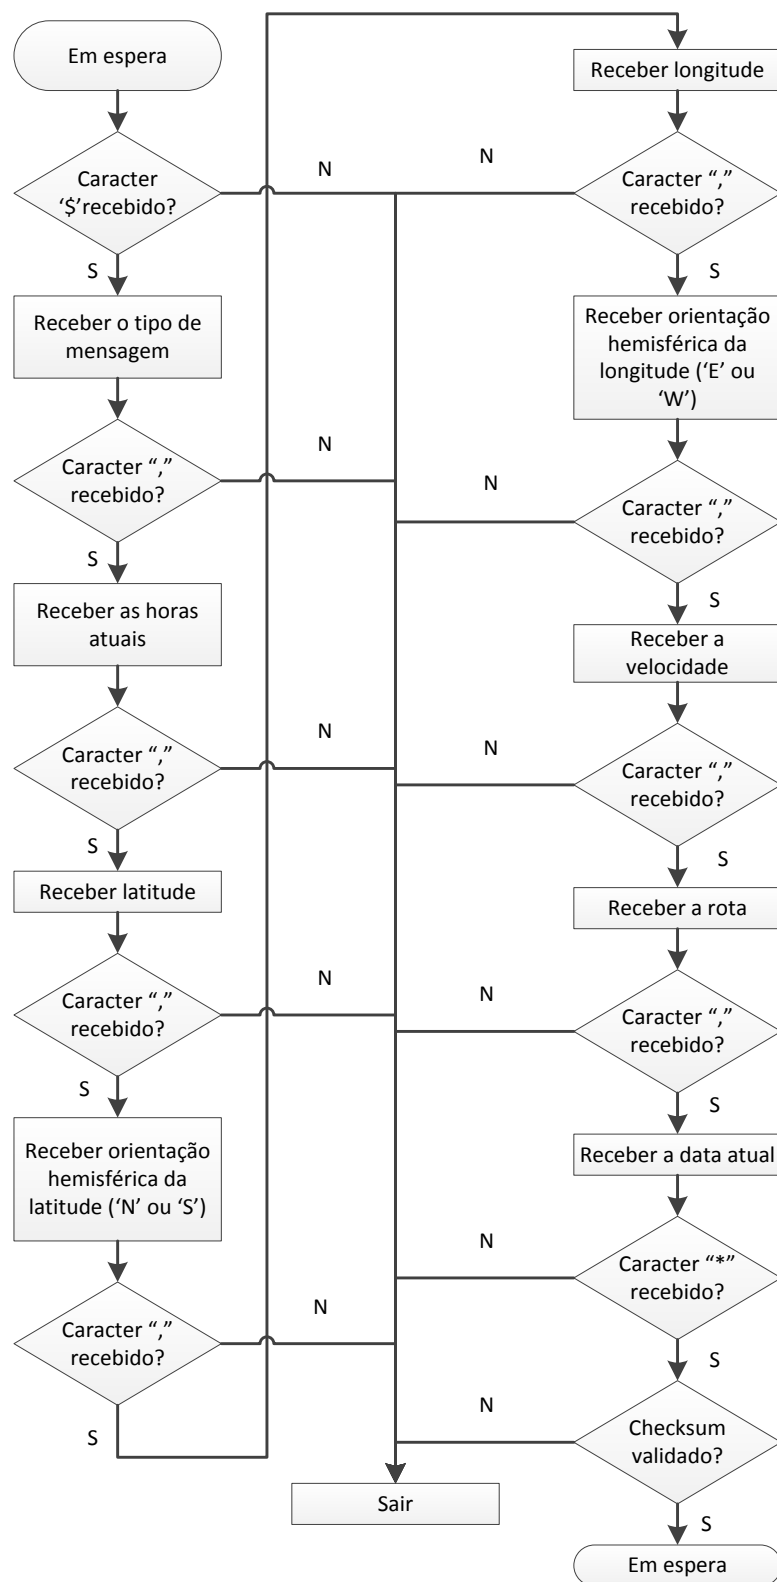 Em espera
Caracter
‘$’recebido?
N
S
Receber o tipo de
mensagem
Caracter “,”
recebido?
N
S
Receber as horas
atuais
Caracter “,”
recebido?
N
S
Receber latitude
Caracter “,”
recebido?
N
S
Receber orientação
hemisférica da
latitude (‘N’ ou ‘S’)
Caracter “,”
recebido?
N
S
Receber longitude
Caracter “,”
recebido?
N
S
Receber orientação
hemisférica da
longitude (‘E’ ou
‘W’)
Caracter “,”
recebido?
N
S
Receber a
velocidade
Caracter “,”
recebido?
N
S
Receber a rota
Caracter “,”
recebido?
N
S
Receber a data atual
Caracter “*”
recebido?
N
S
Checksum
validado?
N
S
Sair
Em espera